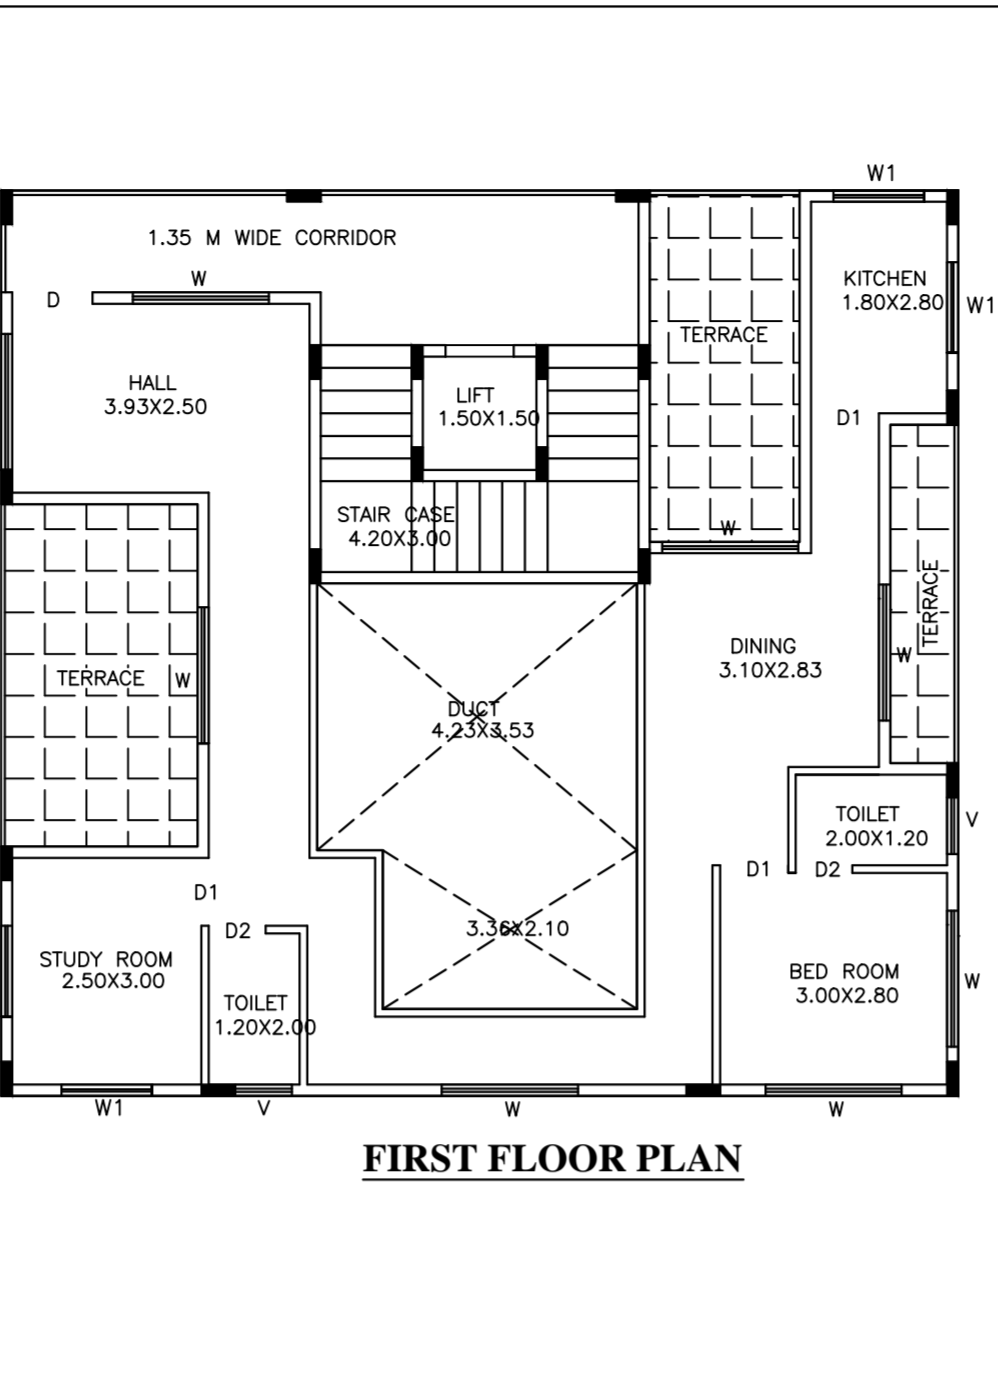 W1
1.35 M WIDE CORRIDOR
W
D
KITCHEN
1.80X2.80
W1
TERRACE
HALL
3.93X2.50
LIFT
1.50X1.50
D1
STAIR CASE
4.20X3.00
W
TERRACE
W
DINING
3.10X2.83
TERRACE
W
DUCT
4.23X3.53
TOILET
2.00X1.20
V
D1
D2
D1
D2
3.36X2.10
STUDY ROOM
2.50X3.00
TOILET
1.20X2.00
BED ROOM
3.00X2.80
W
W1
V
W
W
FIRST FLOOR PLAN